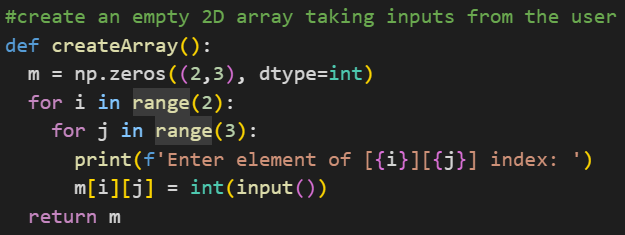 #create an empty 2D array taking inputs from the user
def createArray():
  m = np.zeros((2,3), dtype=int)
  for i in range(2):
    for j in range(3):
      print(f'Enter element of [{i}][{j}] index: ')
      m[i][j] = int(input())
  return m